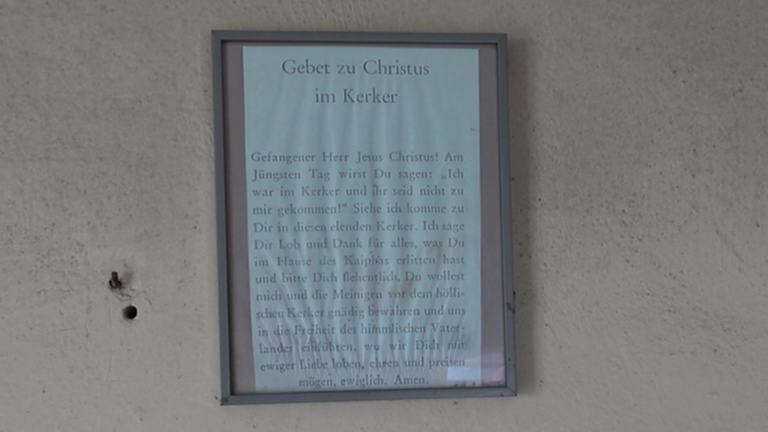 Gebet zu Christus
im Kerker
Gefangener Herr Jesus Christus! Am
Jüngsten Tag wirst Du sagen: „Ich
war im Kerker und ihr seid nicht zu
mir gekommen!" Siehe ich komme zu
Dir in diesen elenden Kerker. Ich sage
Dir Lob und Dank für alles, was Du
im Hause des Kaiphas erlitten hast
und bitte Dich flehentlich, Du wollest
mich und die Meinigen vor dem hölli-
schen Kerker gnädig bewahren und uns
in die Freiheit des himmlischen Vater-
landes einführen, wo wir Dich mit
ewiger Liebe loben, ehren und preisen
mögen, ewiglich. Amen.